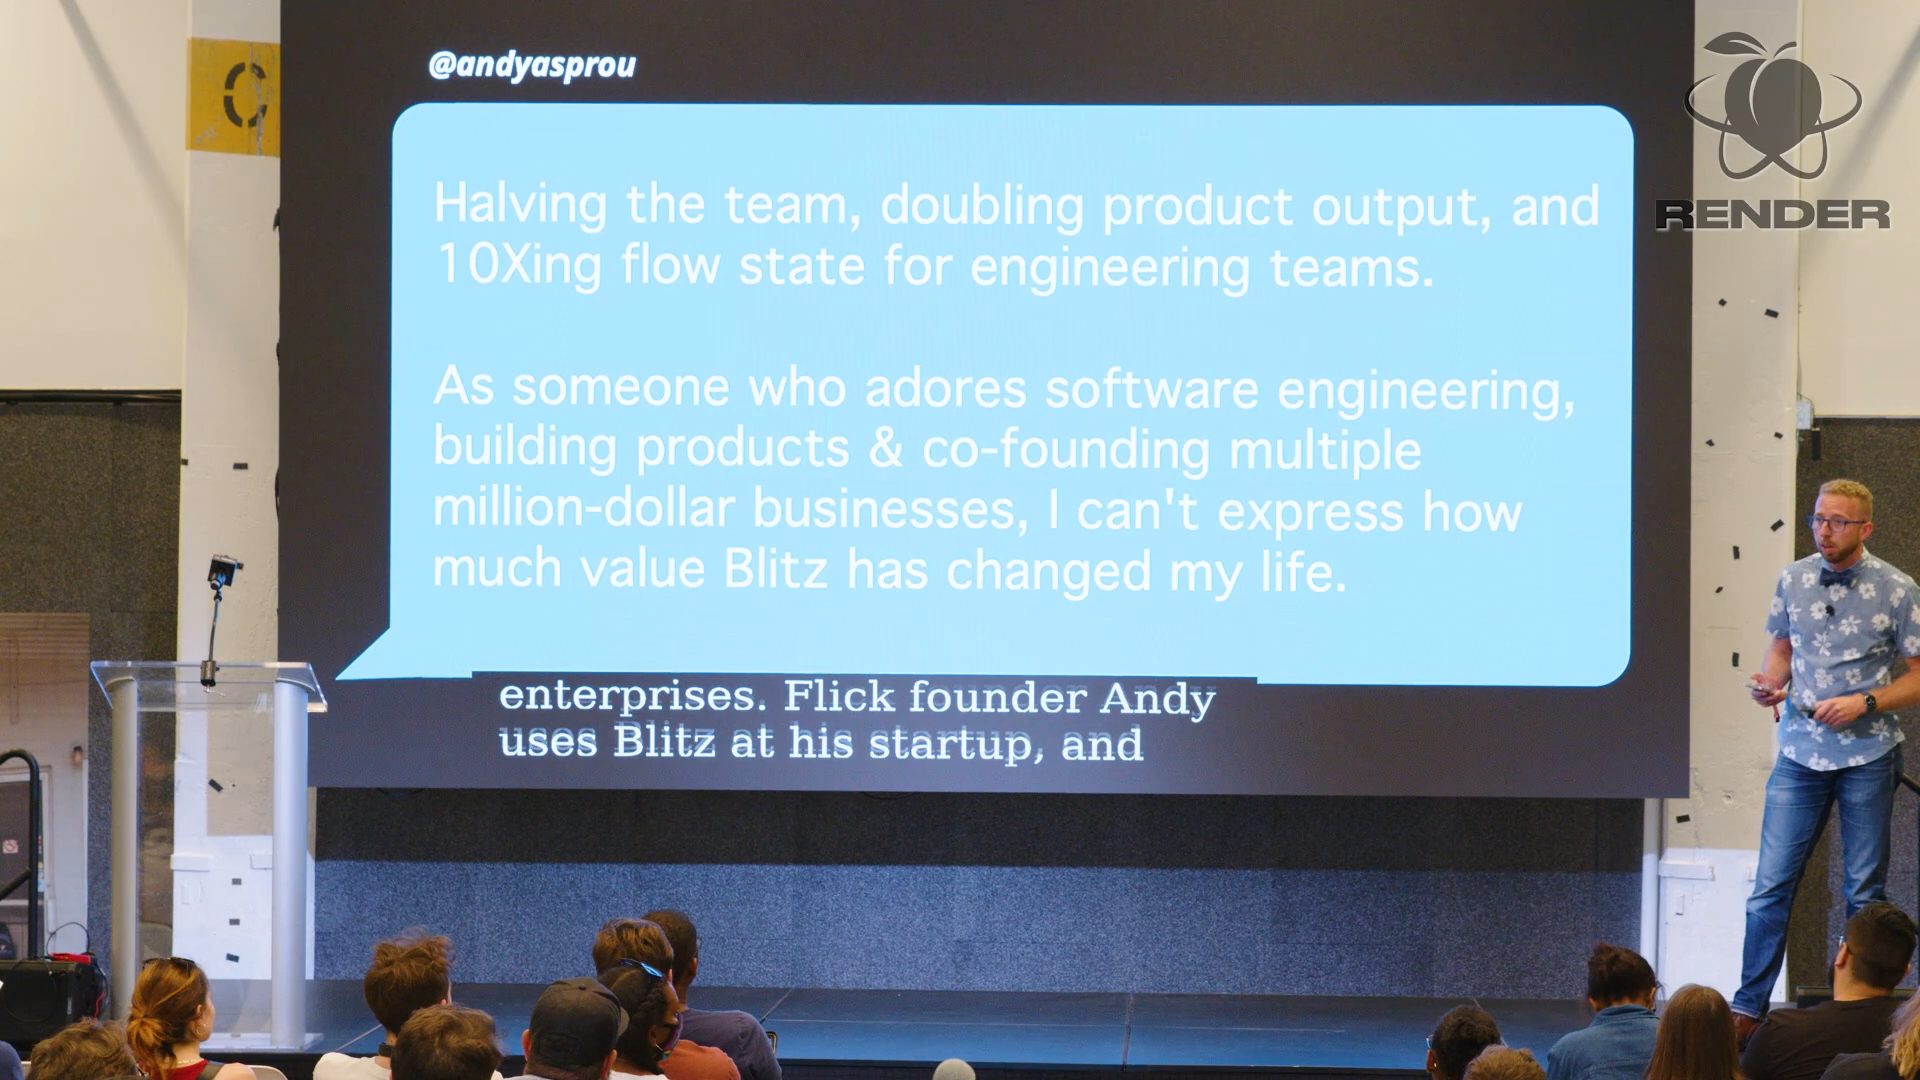 @andyasprou
Halving the team, doubling product output, and
10Xing flow state for engineering teams.
As someone who adores software engineering,
building products & co-founding multiple
million-dollar businesses, I can't express how
much value Blitz has changed my life.
enterprises. Flick founder Andy
uses Blitz at his startup, and
RENDER
C